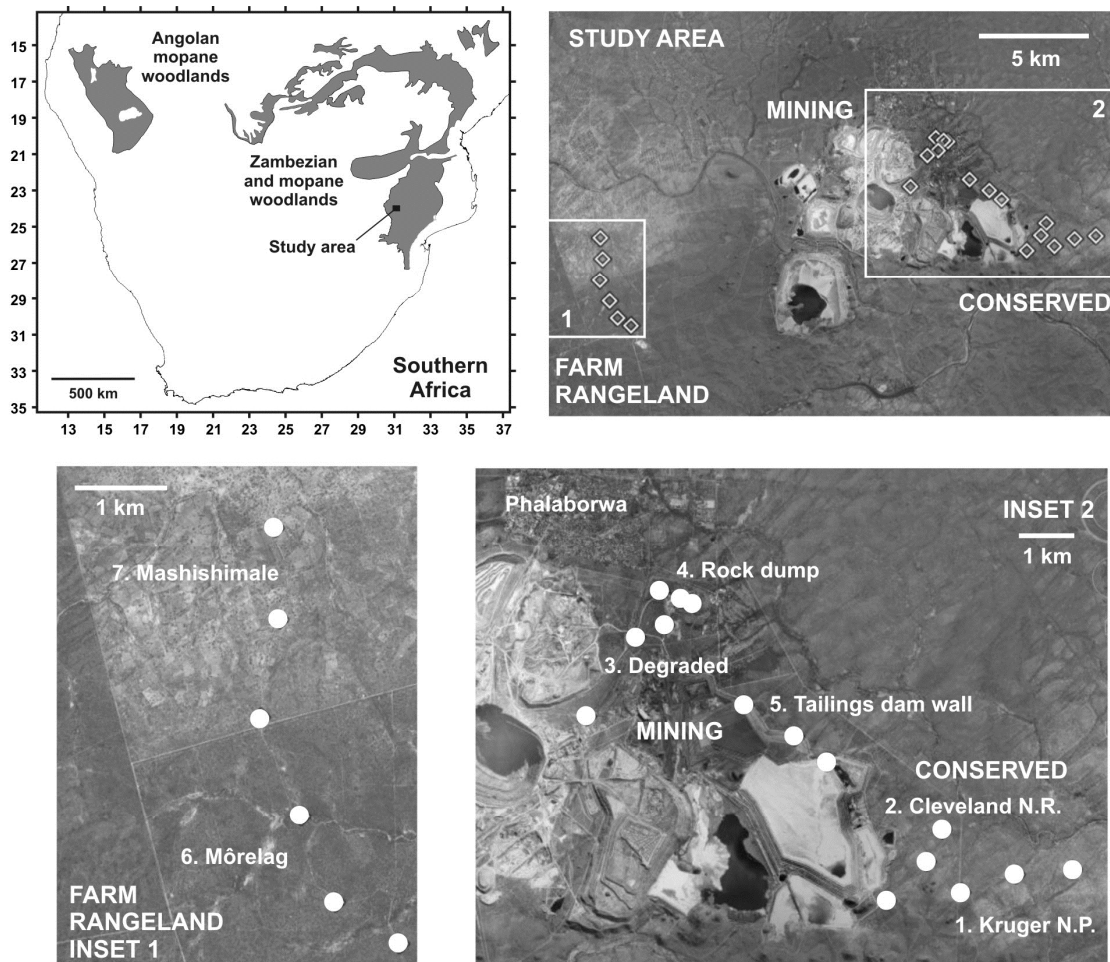 15
17
19
21
23
25
27
29
31
33
35
Angolan
mopane
woodlands
Zambezian
and mopane
woodlands
Study area
500 km
Southern
Africa
13 15 17 19 21 23 25 27 29 31 33 35 37
STUDY AREA
5 km
MINING
2
1
CONSERVED
FARM
RANGELAND
1 km
7. Mashishimale
6. Môrelag
FARM
RANGELAND
INSET 1
Phalaborwa
INSET 2
1 km
4. Rock dump
3. Degraded
5. Tailings dam wall
MINING
CONSERVED
2. Cleveland N.R.
1. Kruger N.P.